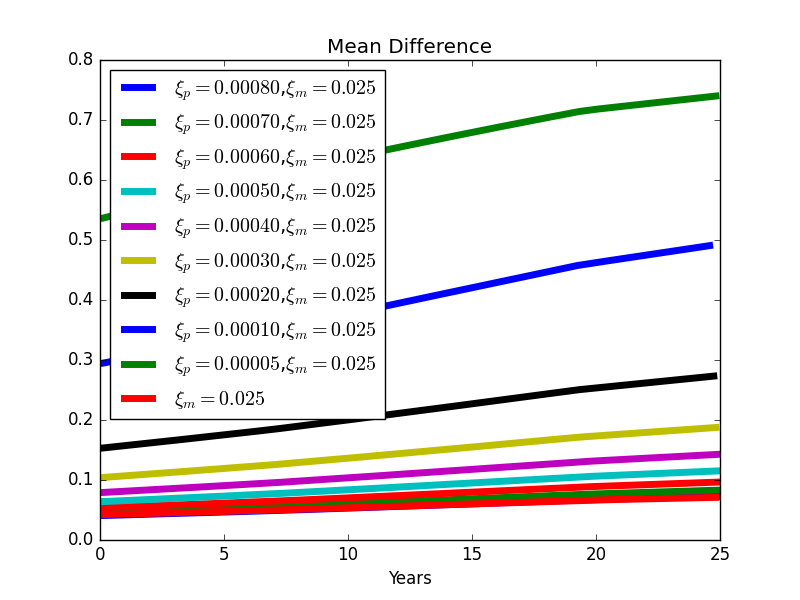 Mean Difference
0.8
0.7
0.6
0.5
0.4
0.3
0.2
0.1
0.0
ξp = 0.00080,ξm = 0.025
ξp = 0.00070,ξm = 0.025
ξp = 0.00060,ξm = 0.025
ξp = 0.00050,ξm = 0.025
ξp = 0.00040,ξm = 0.025
ξp = 0.00030,ξm = 0.025
ξp = 0.00020,ξm = 0.025
ξp = 0.00010,ξm = 0.025
ξp = 0.00005,ξm = 0.025
ξm = 0.025
0 5 10 15 20 25
Years